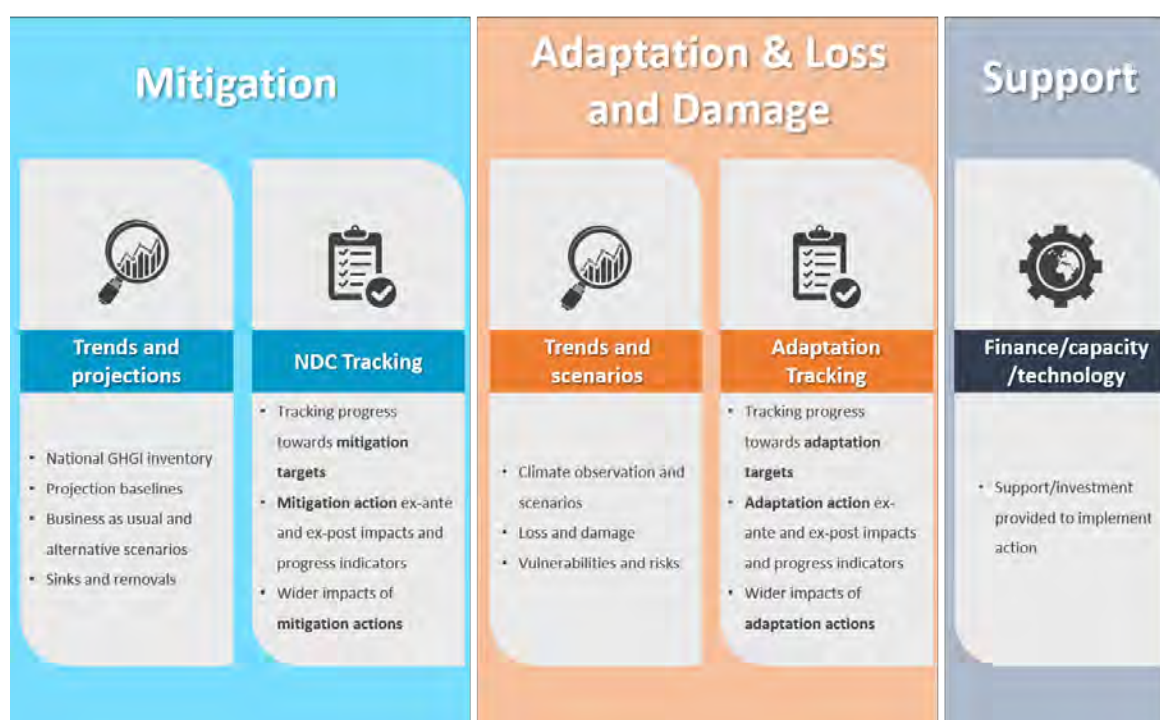 Mitigation
Trends and
projections
• National GHGI inventory
• Projection baselines
• Business as usual and
alternative scenarios
• Sinks and removals
NDC Tracking
• Tracking progress
towards mitigation
targets
• Mitigation action ex-ante
and ex-post impacts and
progress indicators
• Wider impacts of
mitigation actions
Adaptation & Loss
and Damage
Trends and
scenarios
• Climate observation and
scenarios
• Loss and damage
• Vulnerabilities and risks
Adaptation
Tracking
• Tracking progress
towards adaptation
targets
• Adaptation action ex-
ante and ex-post impacts
and progress indicators
• Wider impacts of
adaptation actions
Support
Finance/capacity
/technology
• Support/investment
provided to implement
action